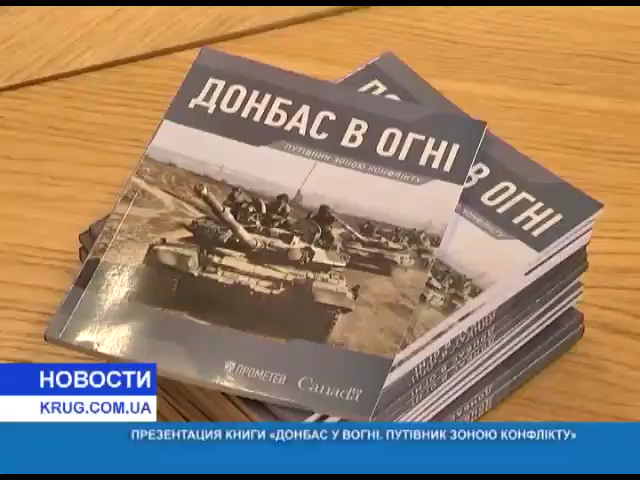 ДОНБАС В ОГНІ
ПУТІВНИК ЗОНОЮ КОНФЛІКТУ
ПРОМЕТЕЙ Canada
В ОГНІ
КОНФЛІКТУ
НОВОСТИ
KRUG.COM.UA
ПРЕЗЕНТАЦИЯ КНИГИ «ДОНБАС У ВОГНІ. ПУТІВНИК ЗОНОЮ КОНФЛІКТУ»